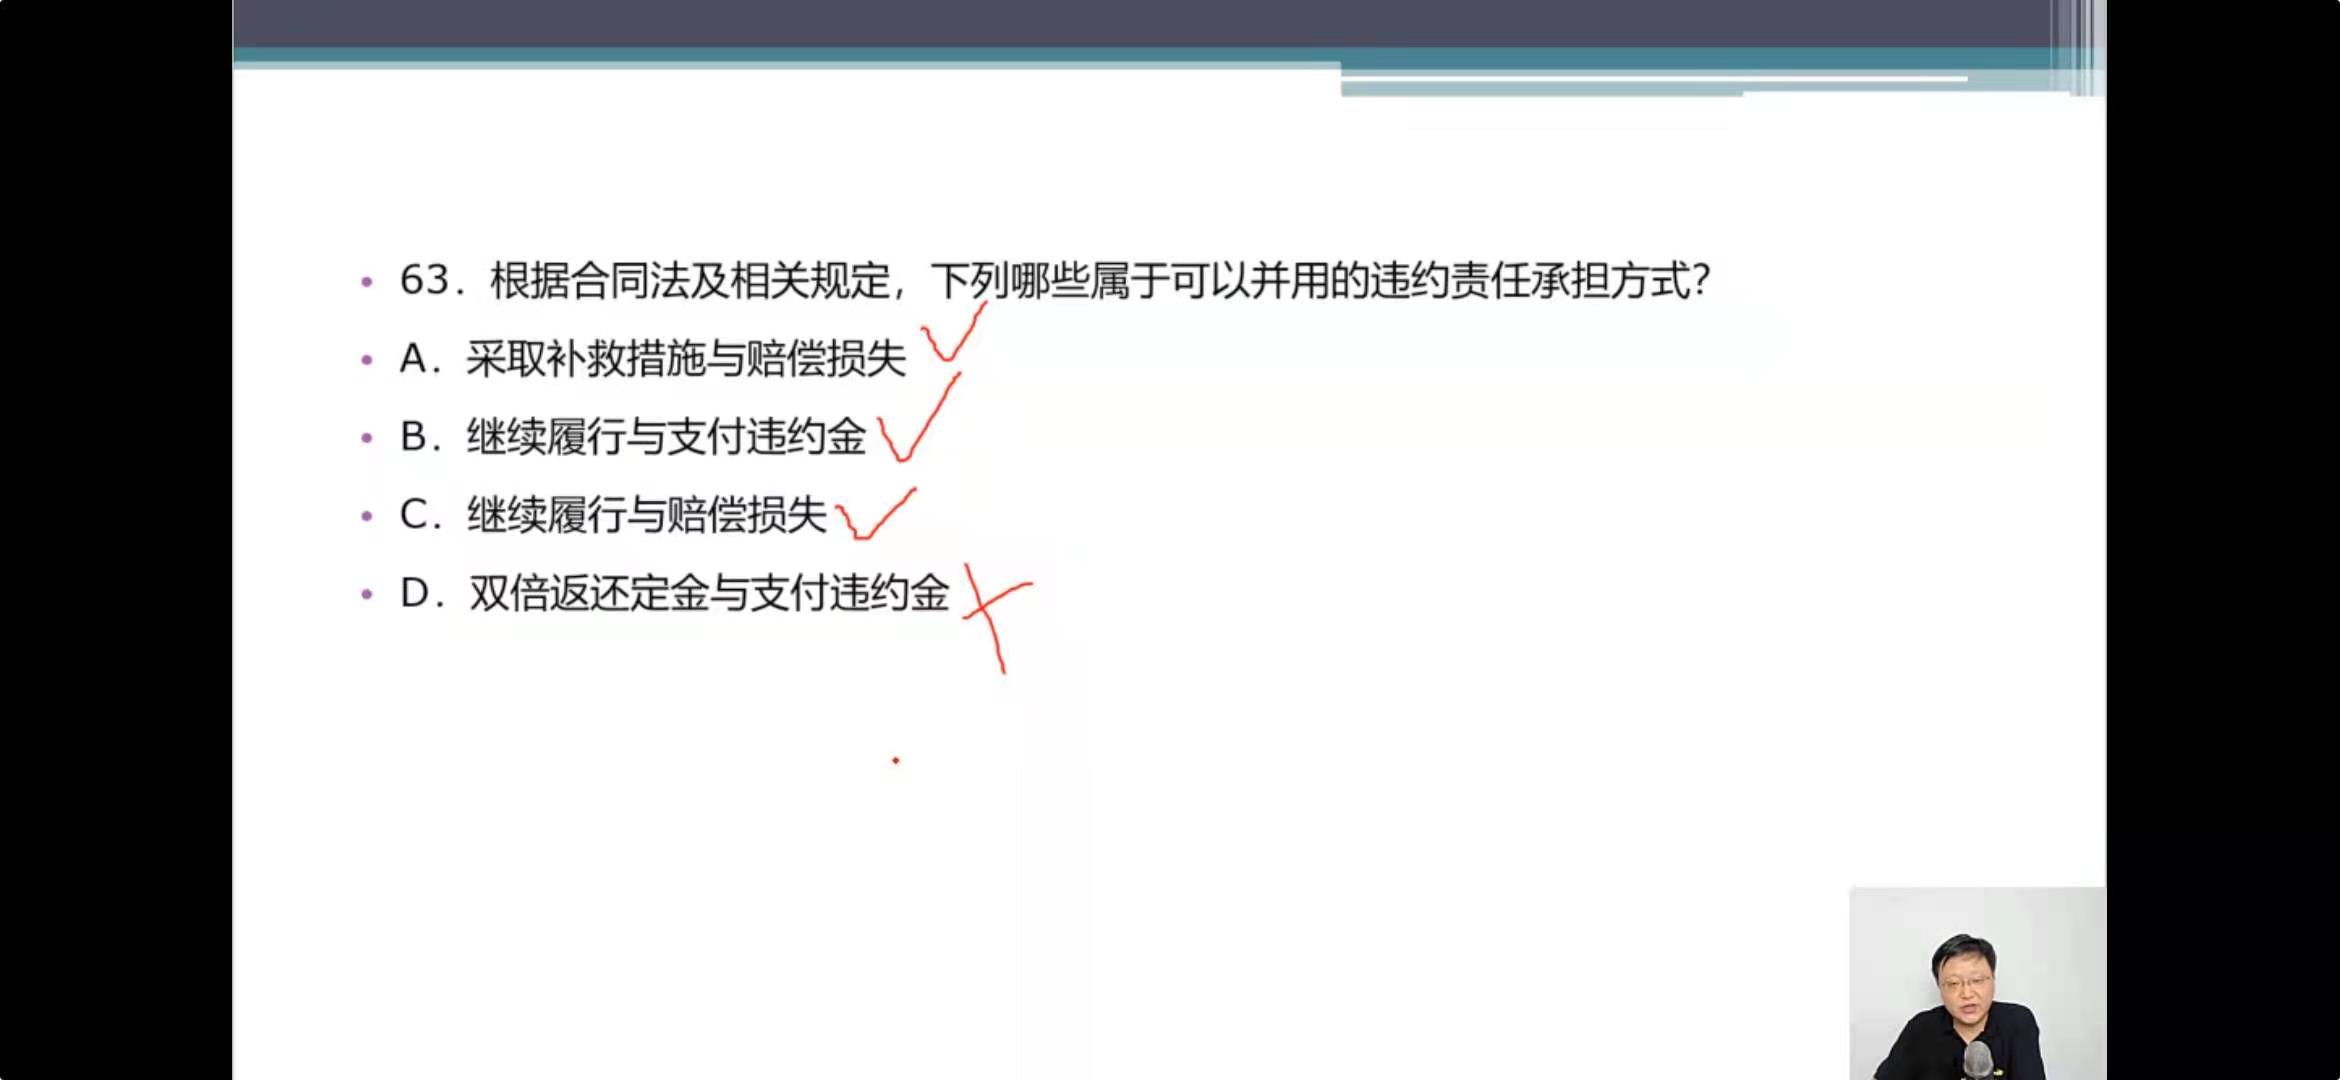 63. 根据合同法及相关规定，下列哪些属于可以并用的违约责任承担方式？
A. 采取补救措施与赔偿损失
B. 继续履行与支付违约金
C. 继续履行与赔偿损失
D. 双倍返还定金与支付违约金